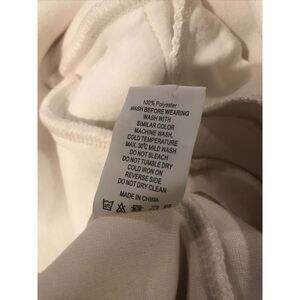 100% Polyester
WASH BEFORE WEARING
WASH WITH
SIMILAR COLOR
MACHINE WASH,
COLD TEMPERATURE
MAX. 30℃ MILD WASH
DO NOT BLEACH
DO NOT TUMBLE DRY
COLD IRON ON
REVERSE SIDE
DO NOT DRY CLEAN
MADE IN CHINA